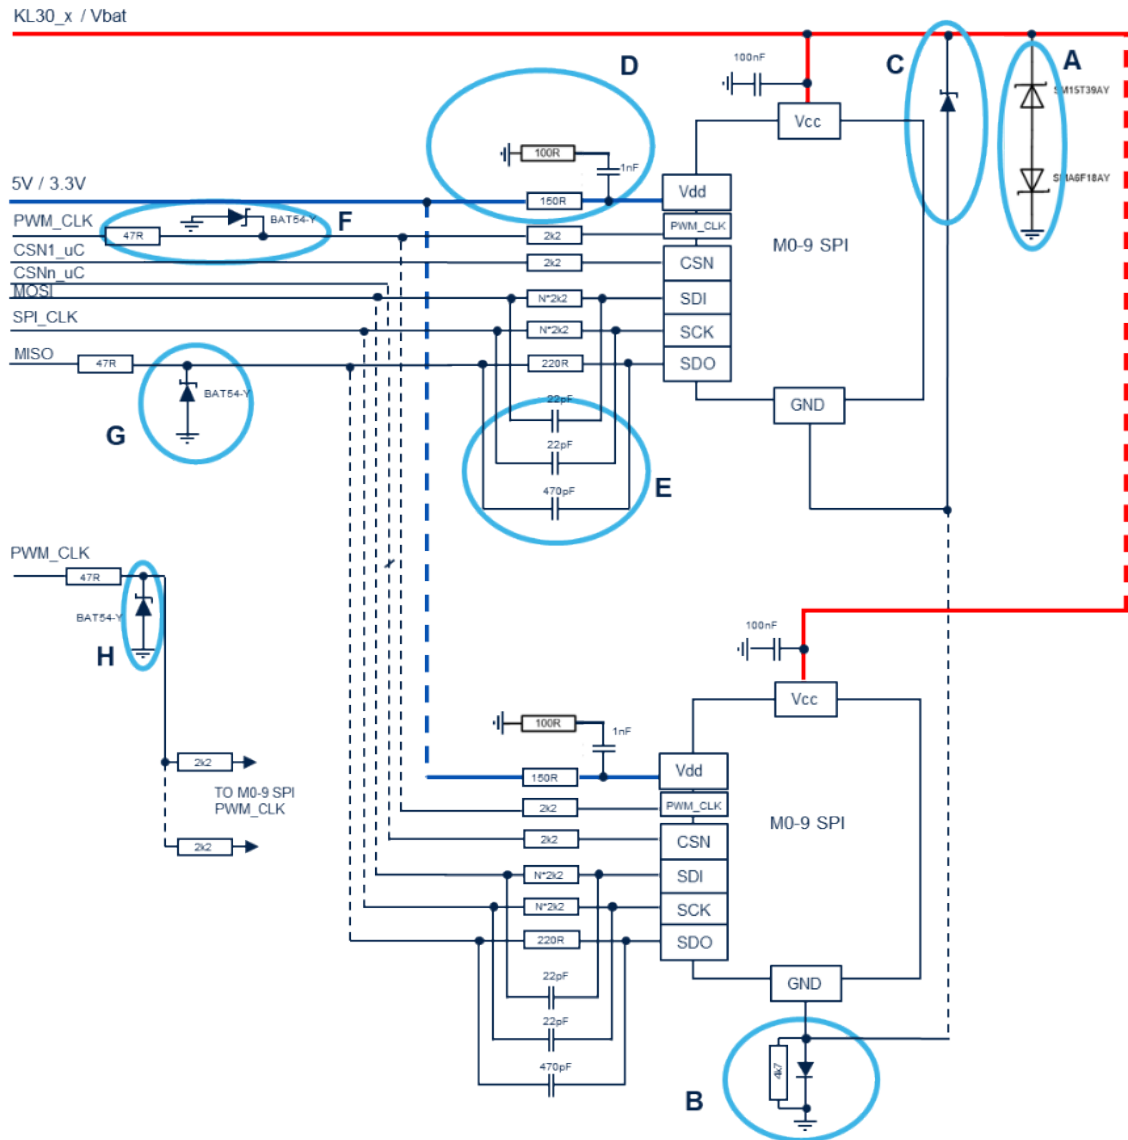 KL30_x / Vbat
D
C
A
100nF
SM15T39AY
Vcc
100R
1nF
SMA6F18AY
5V / 3.3V
150R
Vdd
PWM_CLK
BAT54-Y
F
47R
2k2
PWM_CLK
M0-9 SPI
CSN1_uC
2k2
CSN
CSNn_uC
MOSI
N*2k2
SDI
SPI_CLK
N*2k2
SCK
MISO
47R
220R
SDO
BAT54-Y
22pF
GND
G
22pF
E
470pF
PWM_CLK
47R
BAT54-Y
H
100nF
Vcc
100R
1nF
2k2
150R
Vdd
TO M0-9 SPI
PWM_CLK
2k2
PWM_CLK
M0-9 SPI
2k2
2k2
CSN
N*2k2
SDI
N*2k2
SCK
220R
SDO
22pF
GND
22pF
470pF
4k7
B